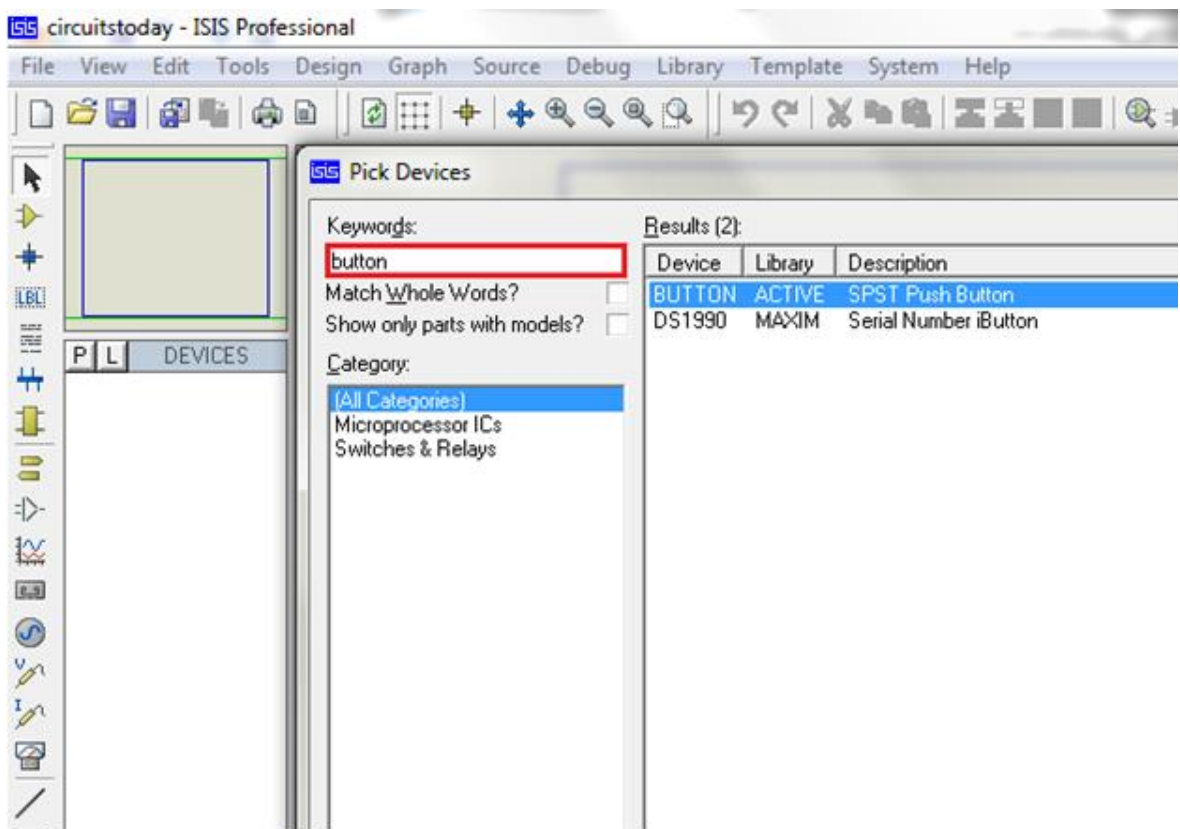 isis circuitstoday - ISIS Professional
File View Edit Tools Design Graph Source Debug Library Template System Help
LBL
P L DEVICES
isis Pick Devices
Keywords:
button
Match Whole Words?
Show only parts with models?
Category:
(All Categories)
Microprocessor ICs
Switches & Relays
Results (2):
Device Library Description
BUTTON ACTIVE SPST Push Button
DS1990 MAXIM Serial Number iButton
V
I